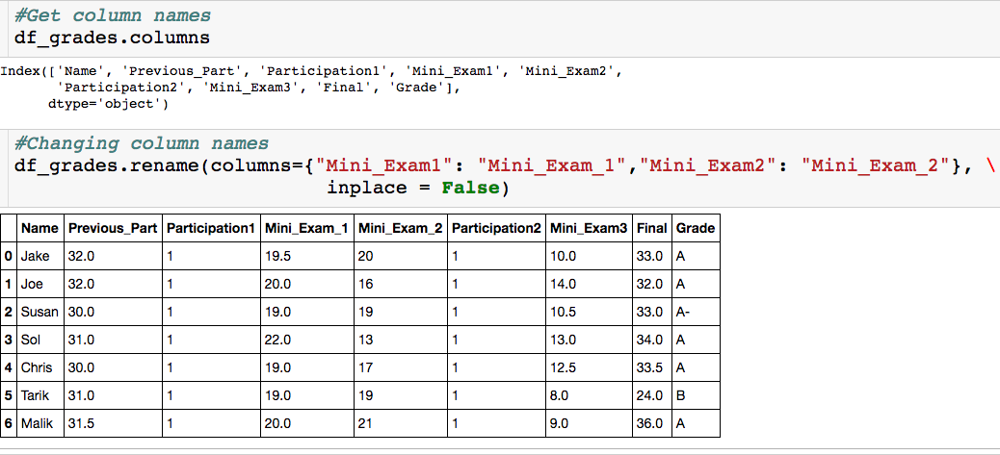 #Get column names
df_grades.columns
Index(['Name', 'Previous_Part', 'Participation1', 'Mini_Exam1', 'Mini_Exam2',
'Participation2', 'Mini_Exam3', 'Final', 'Grade'],
dtype='object')
#Changing column names
df_grades.rename(columns={"Mini_Exam1": "Mini_Exam_1","Mini_Exam2": "Mini_Exam_2"}, \
inplace = False)
Name Previous_Part Participation1 Mini_Exam_1 Mini_Exam_2 Participation2 Mini_Exam3 Final Grade
0 Jake 32.0 1 19.5 20 1 10.0 33.0 A
1 Joe 32.0 1 20.0 16 1 14.0 32.0 A
2 Susan 30.0 1 19.0 19 1 10.5 33.0 A-
3 Sol 31.0 1 22.0 13 1 13.0 34.0 A
4 Chris 30.0 1 19.0 17 1 12.5 33.5 A
5 Tarik 31.0 1 19.0 19 1 8.0 24.0 B
6 Malik 31.5 1 20.0 21 1 9.0 36.0 A